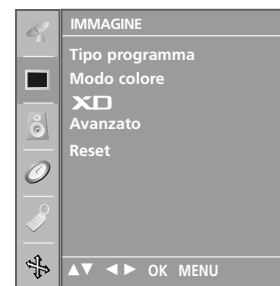 IMMAGINE
Tipo programma
Modo colore
XD
Avanzato
Reset
▲▼ ◄► OK MENU